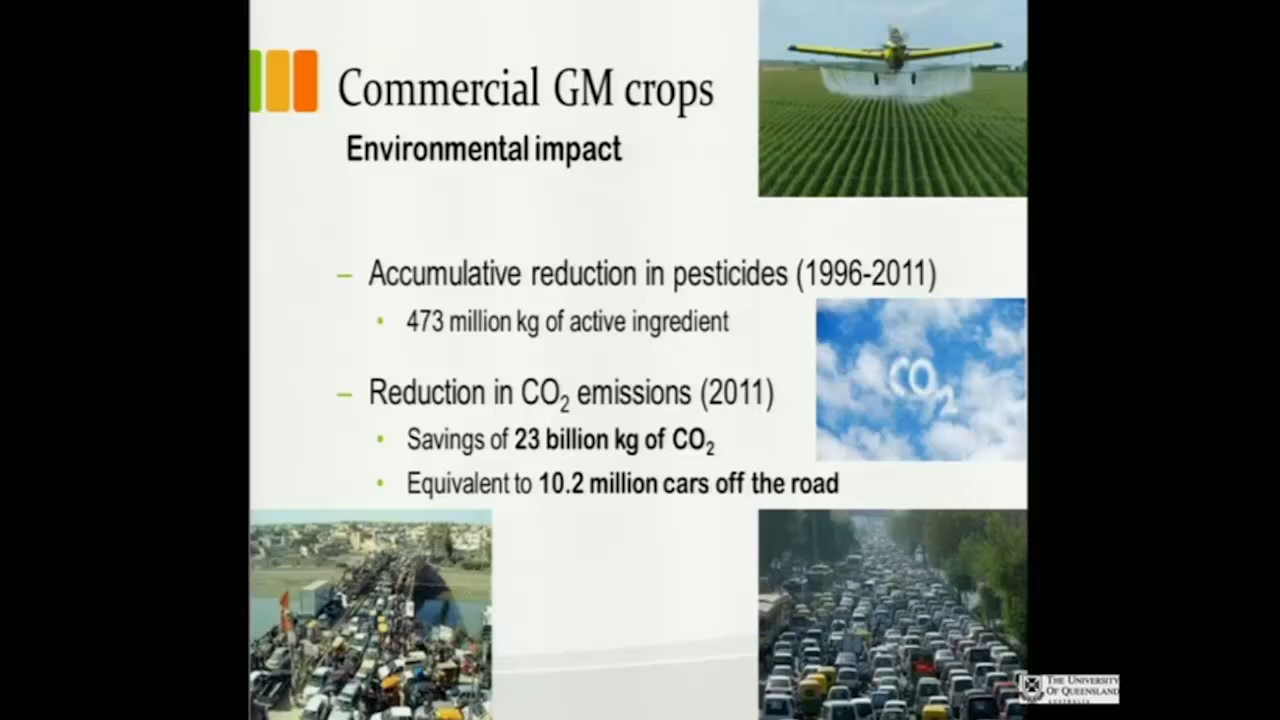 Commercial GM crops
Environmental impact
– Accumulative reduction in pesticides (1996-2011)
• 473 million kg of active ingredient
CO2
– Reduction in CO₂ emissions (2011)
• Savings of 23 billion kg of CO₂
• Equivalent to 10.2 million cars off the road
THE UNIVERSITY
OF QUEENSLAND
AUSTRALIA